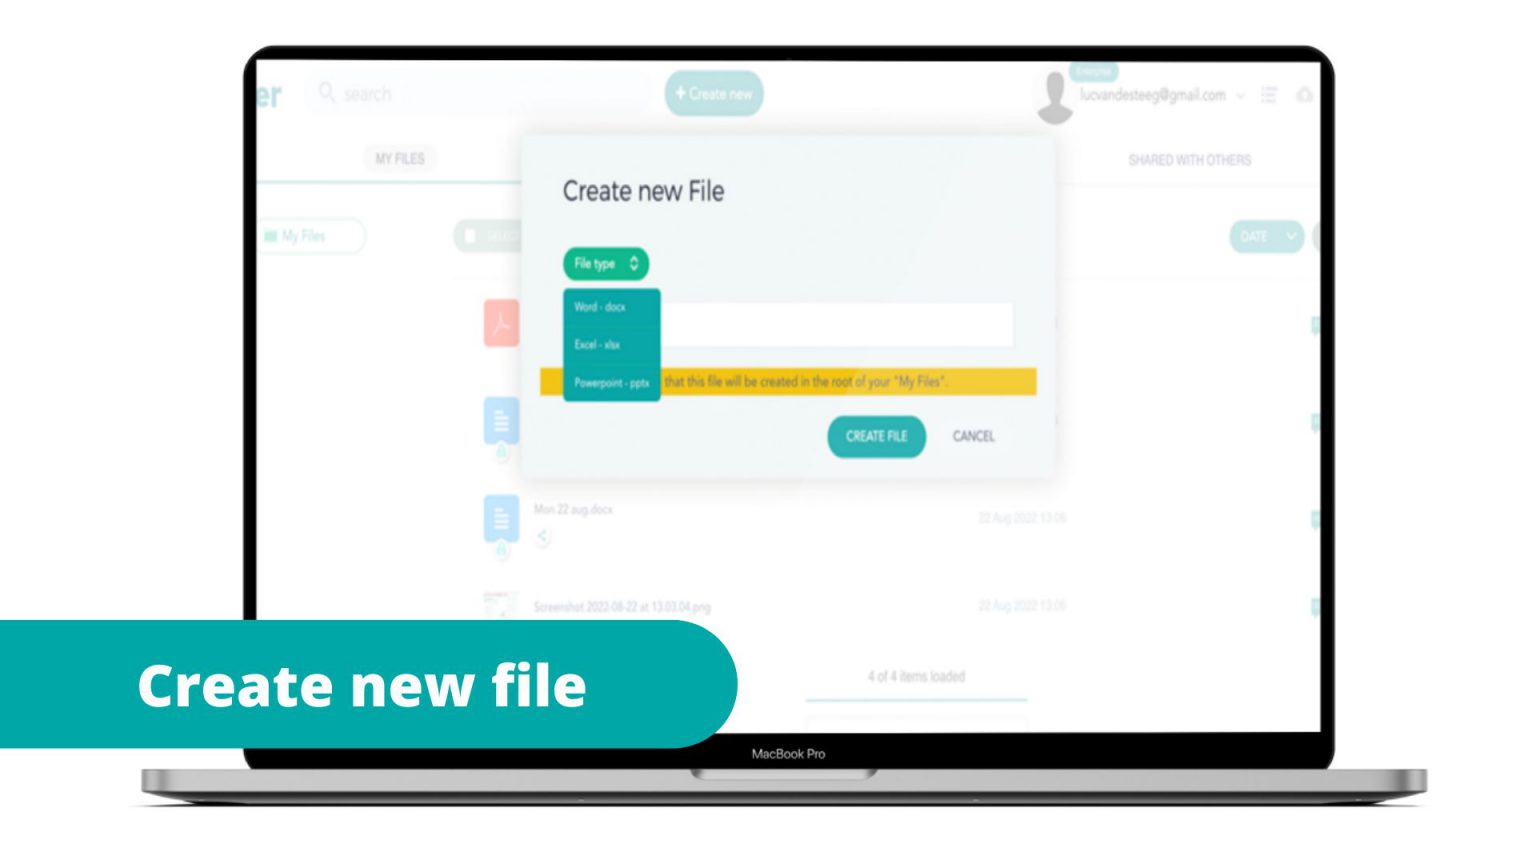 er
search
+ Create new
Enterprise
lucvandesteeg@gmail.com
MY FILES
SHARED WITH OTHERS
Create new File
My Files
SELECT
DATE
File type
Word - docx
Excel - xlsx
Powerpoint - pptx
that this file will be created in the root of your "My Files".
CREATE FILE
CANCEL
Mon 22 aug.docx
22 Aug 2022 13:06
Screenshot 2022-08-22 at 13.03.04.png
22 Aug 2022 13:06
4 of 4 items loaded
Create new file
MacBook Pro